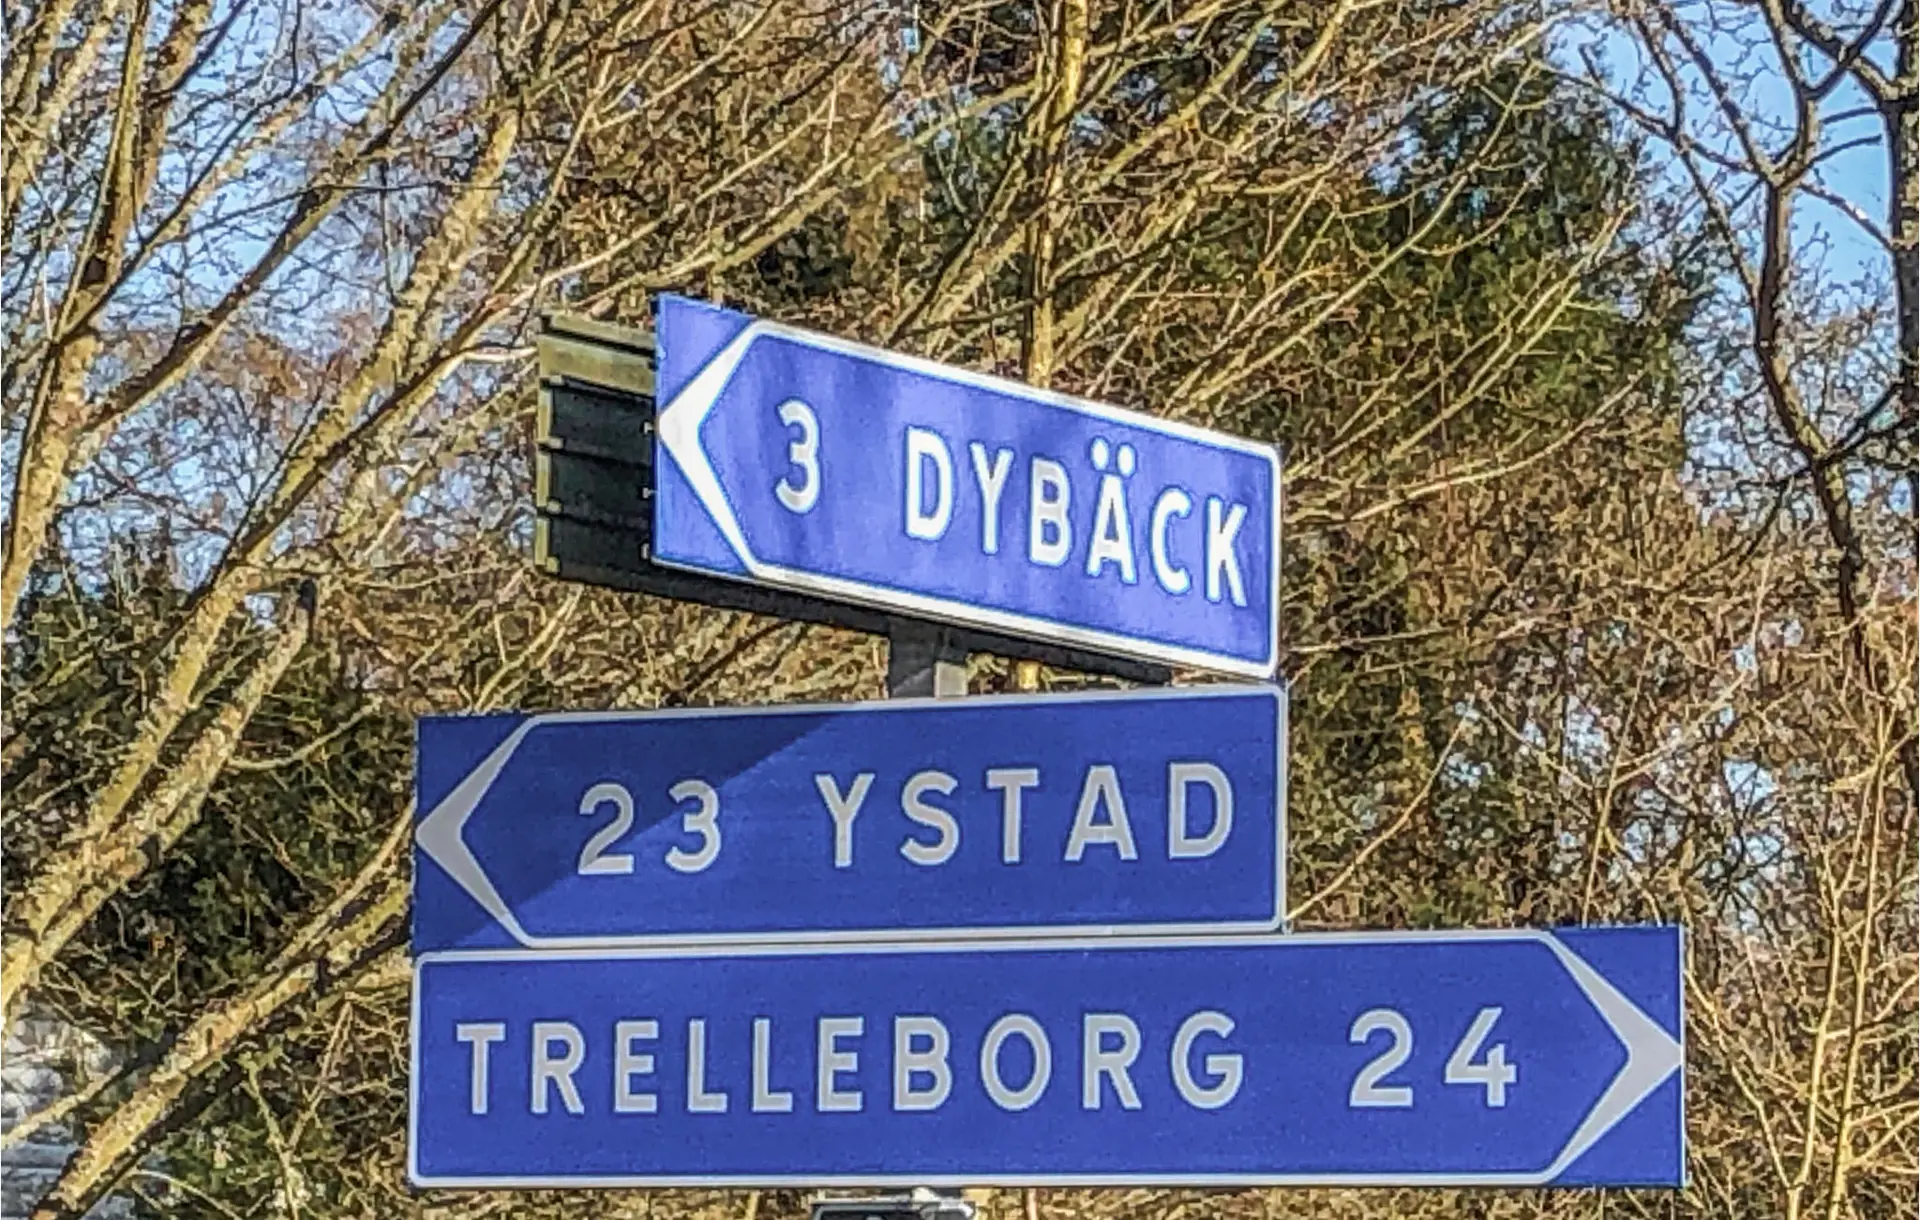 3 DYBÄCK
23 YSTAD
TRELLEBORG 24